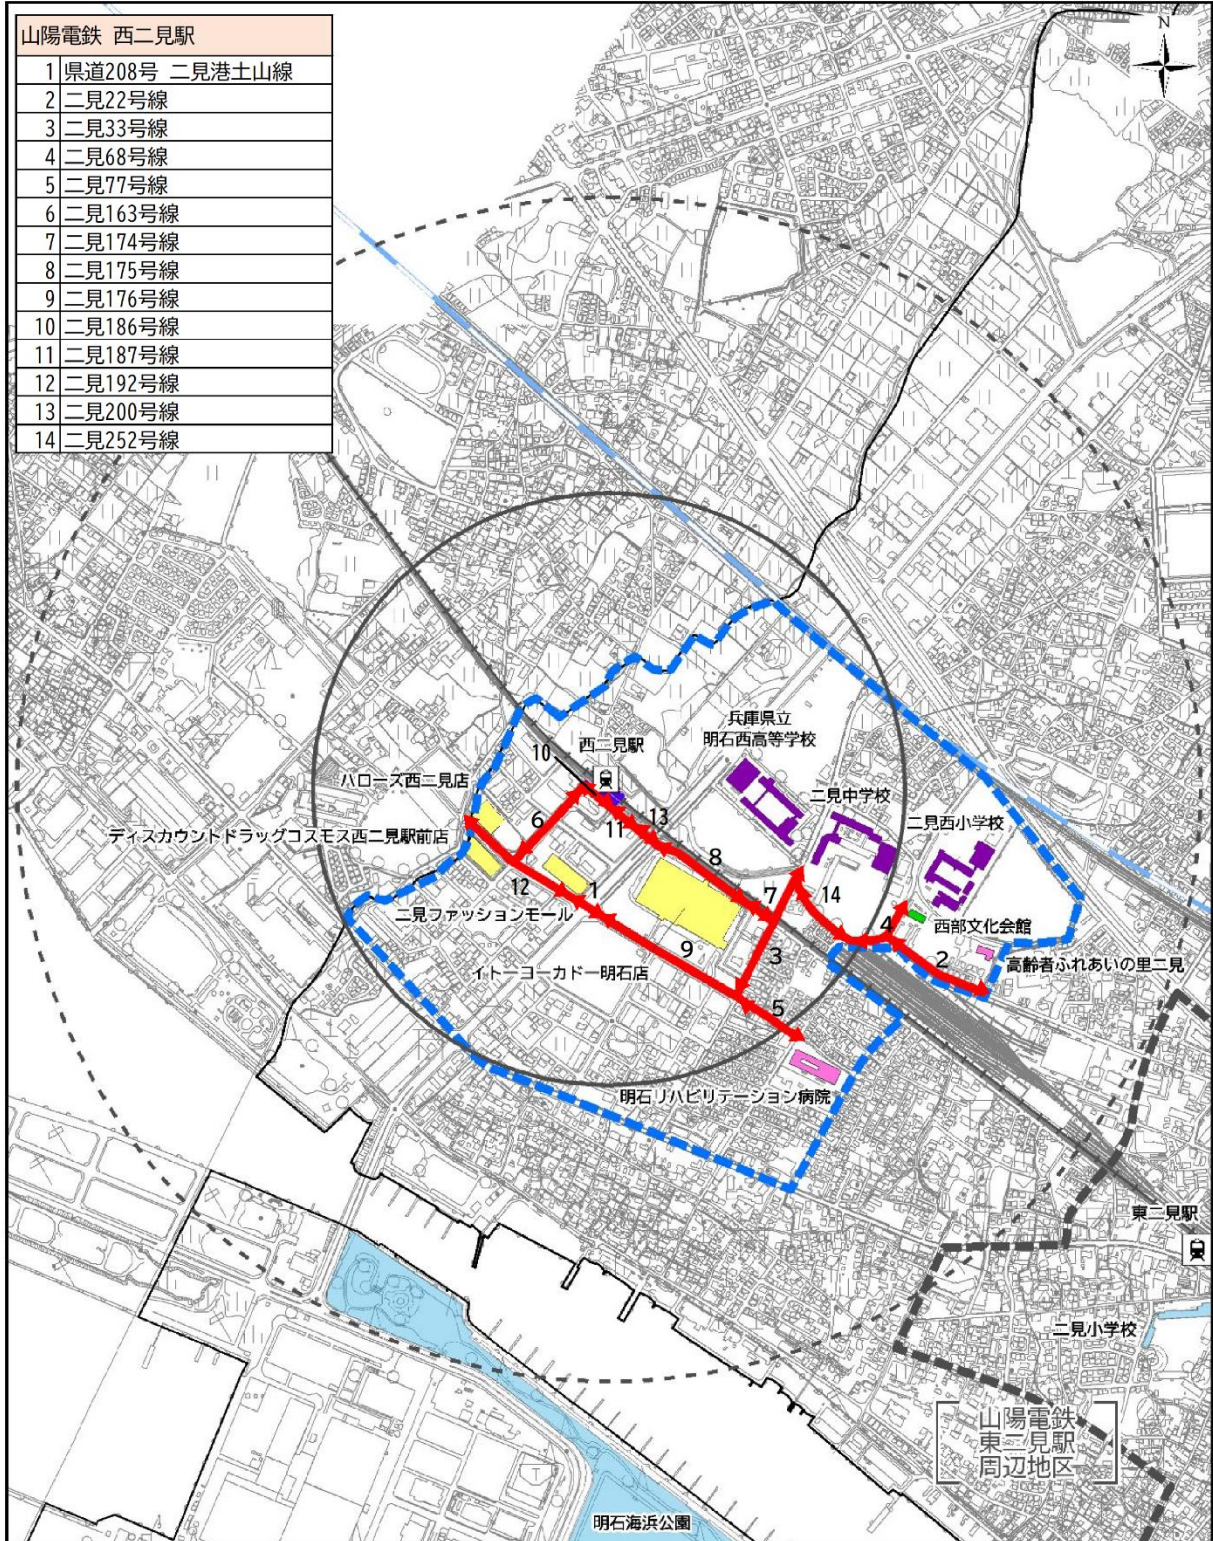 山陽電鉄 西二見駅
1 県道208号 二見港土山線
2 二見22号線
3 二見33号線
4 二見68号線
5 二見77号線
6 二見163号線
7 二見174号線
8 二見175号線
9 二見176号線
10 二見186号線
11 二見187号線
12 二見192号線
13 二見200号線
14 二見252号線
N
兵庫県立
明石西高等学校
西二見駅
10
ハローズ西二見店
二見中学校
二見西小学校
ディスカウントドラッグコスモス西二見駅前店
6
11
13
8
12
1
7
14
4
西部文化会館
二見ファッションモール
9
3
2
高齢者ふれあいの里二見
イトーヨーカドー明石店
5
明石リハビリテーション病院
東二見駅
二見小学校
山陽電鉄
東二見駅
周辺地区
明石海浜公園